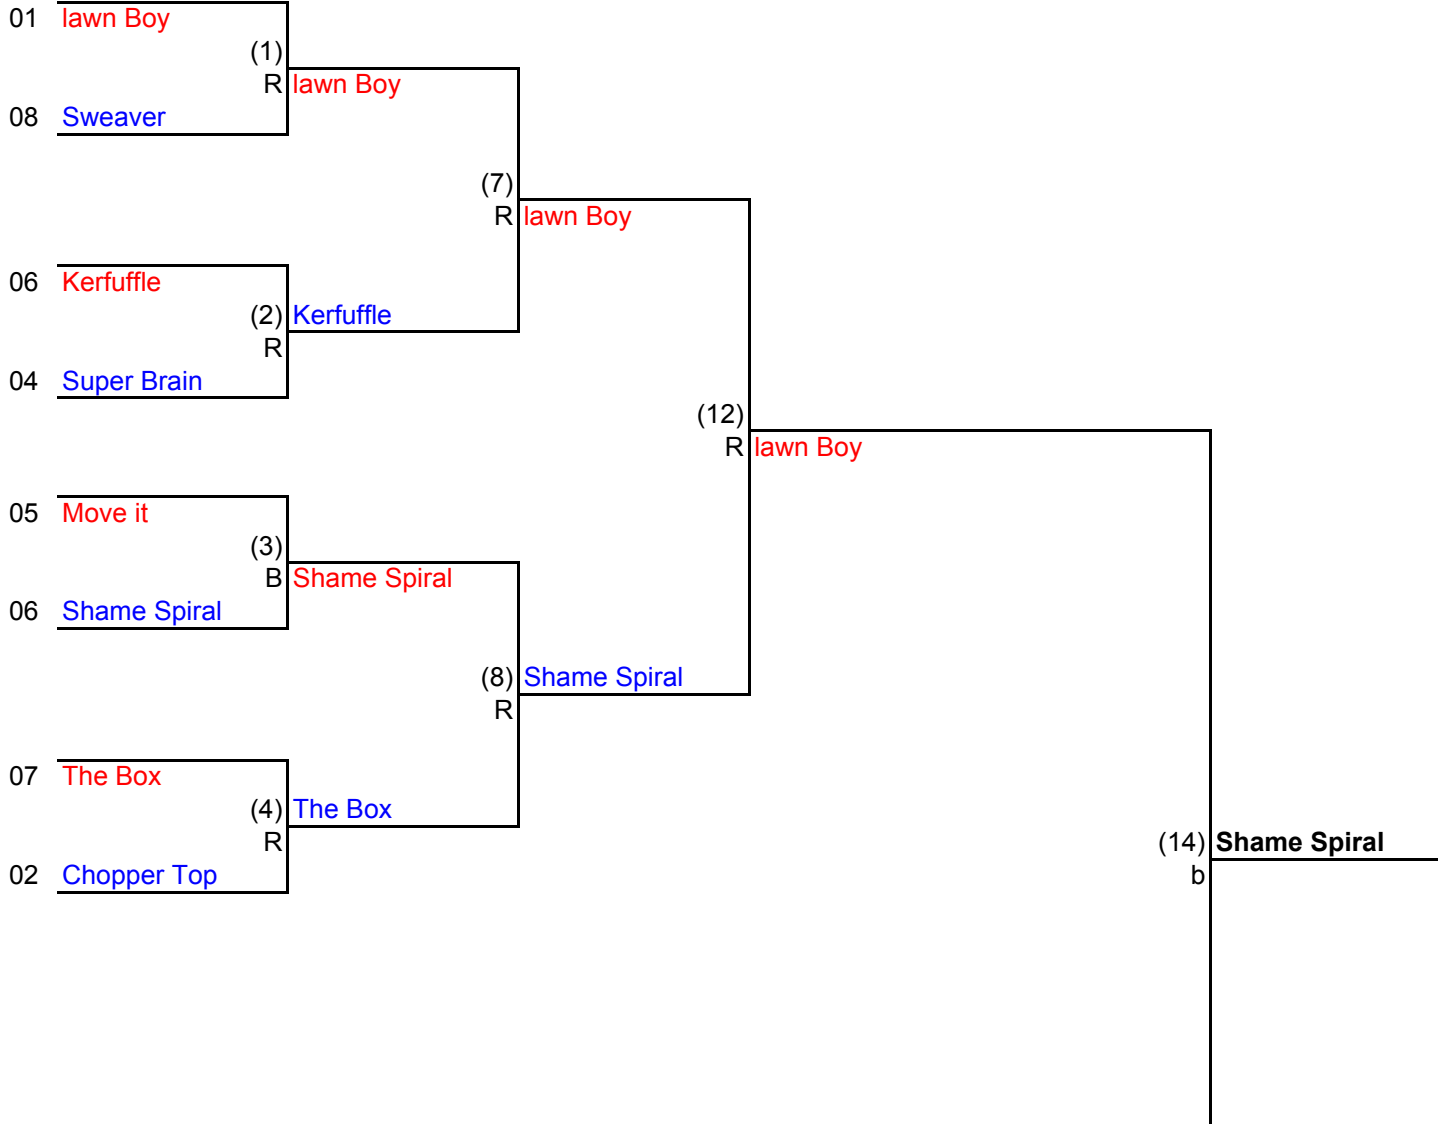 01 lawn Boy
(1)
R lawn Boy
08 Sweaver
(7)
R lawn Boy
06 Kerfuffle
(2) Kerfuffle
R
04 Super Brain
(12)
R lawn Boy
05 Move it
(3)
B Shame Spiral
06 Shame Spiral
(8) Shame Spiral
R
07 The Box
(4) The Box
R
02 Chopper Top
(14) Shame Spiral
b